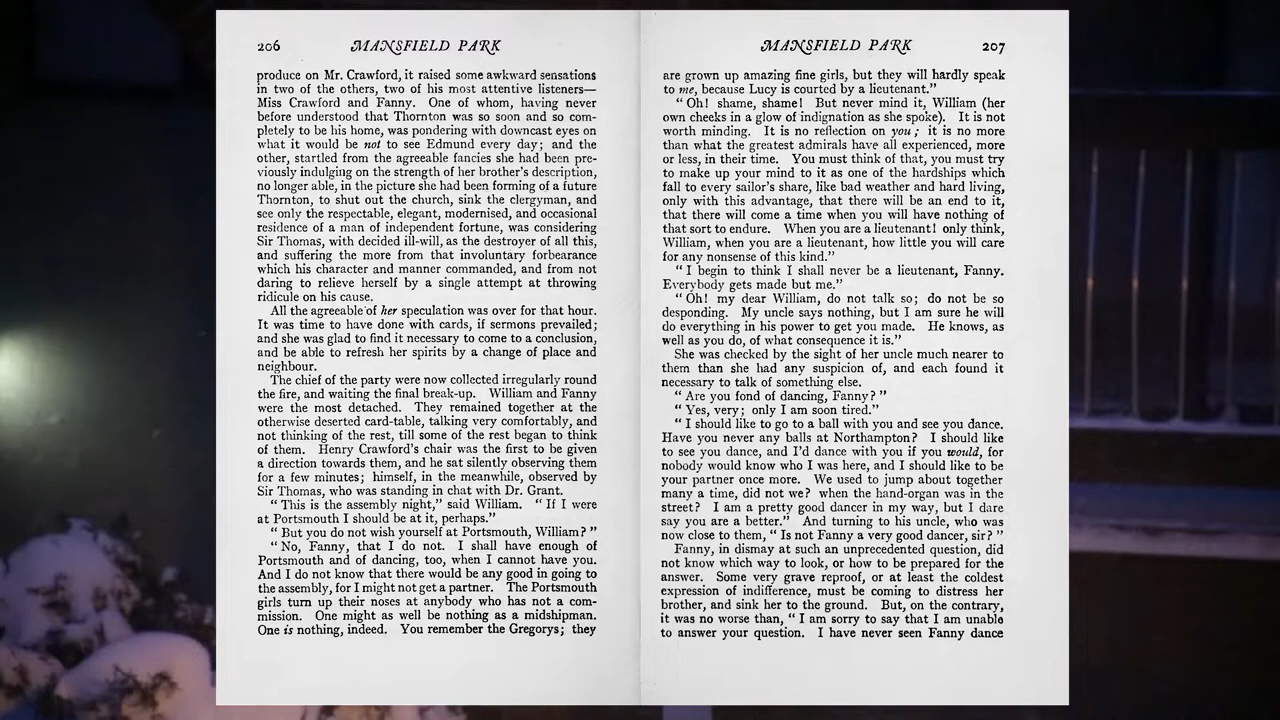 206 MANSFIELD PARK
produce on Mr. Crawford, it raised some awkward sensations
in two of the others, two of his most attentive listeners—
Miss Crawford and Fanny. One of whom, having never
before understood that Thornton was so soon and so com-
pletely to be his home, was pondering with downcast eyes on
what it would be not to see Edmund every day; and the
other, startled from the agreeable fancies she had been pre-
viously indulging on the strength of her brother's description,
no longer able, in the picture she had been forming of a future
Thornton, to shut out the church, sink the clergyman, and
see only the respectable, elegant, modernised, and occasional
residence of a man of independent fortune, was considering
Sir Thomas, with decided ill-will, as the destroyer of all this,
and suffering the more from that involuntary forbearance
which his character and manner commanded, and from not
daring to relieve herself by a single attempt at throwing
ridicule on his cause.
All the agreeable of her speculation was over for that hour.
It was time to have done with cards, if sermons prevailed;
and she was glad to find it necessary to come to a conclusion,
and be able to refresh her spirits by a change of place and
neighbour.
The chief of the party were now collected irregularly round
the fire, and waiting the final break-up. William and Fanny
were the most detached. They remained together at the
otherwise deserted card-table, talking very comfortably, and
not thinking of the rest, till some of the rest began to think
of them. Henry Crawford's chair was the first to be given
a direction towards them, and he sat silently observing them
for a few minutes; himself, in the meanwhile, observed by
Sir Thomas, who was standing in chat with Dr. Grant.
"This is the assembly night," said William. "If I were
at Portsmouth I should be at it, perhaps."
"But you do not wish yourself at Portsmouth, William?"
"No, Fanny, that I do not. I shall have enough of
Portsmouth and of dancing, too, when I cannot have you.
And I do not know that there would be any good in going to
the assembly, for I might not get a partner. The Portsmouth
girls turn up their noses at anybody who has not a com-
mission. One might as well be nothing as a midshipman.
One is nothing, indeed. You remember the Gregorys; they
MANSFIELD PARK 207
are grown up amazing fine girls, but they will hardly speak
to me, because Lucy is courted by a lieutenant."
"Oh! shame, shame! But never mind it, William (her
own cheeks in a glow of indignation as she spoke). It is not
worth minding. It is no reflection on you; it is no more
than what the greatest admirals have all experienced, more
or less, in their time. You must think of that, you must try
to make up your mind to it as one of the hardships which
fall to every sailor's share, like bad weather and hard living,
only with this advantage, that there will be an end to it,
that there will come a time when you will have nothing of
that sort to endure. When you are a lieutenant! only think,
William, when you are a lieutenant, how little you will care
for any nonsense of this kind."
"I begin to think I shall never be a lieutenant, Fanny.
Everybody gets made but me."
"Oh! my dear William, do not talk so; do not be so
desponding. My uncle says nothing, but I am sure he will
do everything in his power to get you made. He knows, as
well as you do, of what consequence it is."
She was checked by the sight of her uncle much nearer to
them than she had any suspicion of, and each found it
necessary to talk of something else.
"Are you fond of dancing, Fanny?"
"Yes, very; only I am soon tired."
"I should like to go to a ball with you and see you dance.
Have you never any balls at Northampton? I should like
to see you dance, and I'd dance with you if you would, for
nobody would know who I was here, and I should like to be
your partner once more. We used to jump about together
many a time, did not we? when the hand-organ was in the
street? I am a pretty good dancer in my way, but I dare
say you are a better." And turning to his uncle, who was
now close to them, "Is not Fanny a very good dancer, sir?"
Fanny, in dismay at such an unprecedented question, did
not know which way to look, or how to be prepared for the
answer. Some very grave reproof, or at least the coldest
expression of indifference, must be coming to distress her
brother, and sink her to the ground. But, on the contrary,
it was no worse than, "I am sorry to say that I am unable
to answer your question. I have never seen Fanny dance